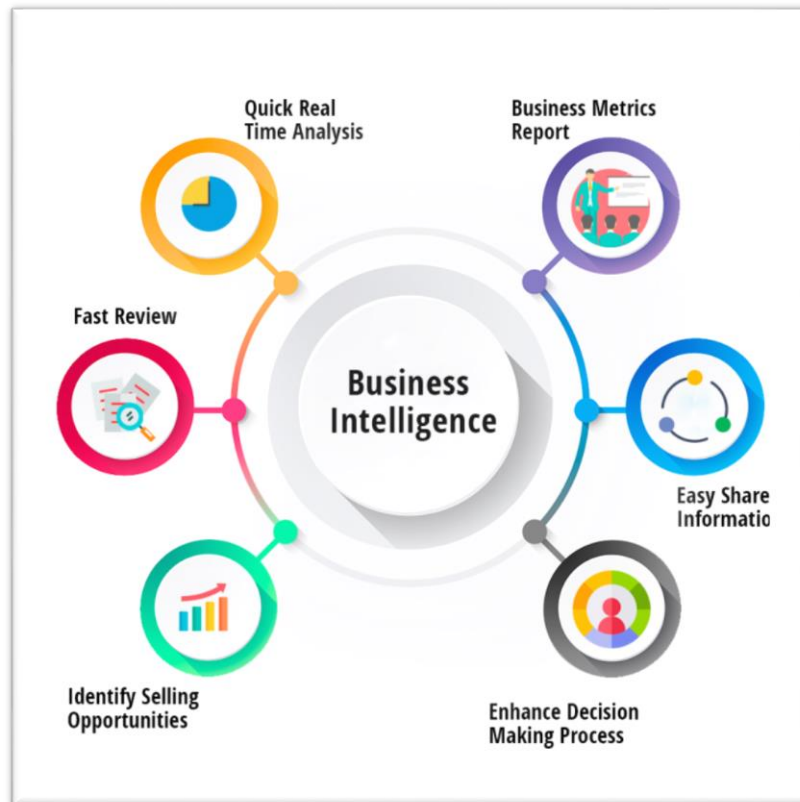 Quick Real
Time Analysis
Business Metrics
Report
Fast Review
Business
Intelligence
Easy Share
Informatio
Identify Selling
Opportunities
Enhance Decision
Making Process